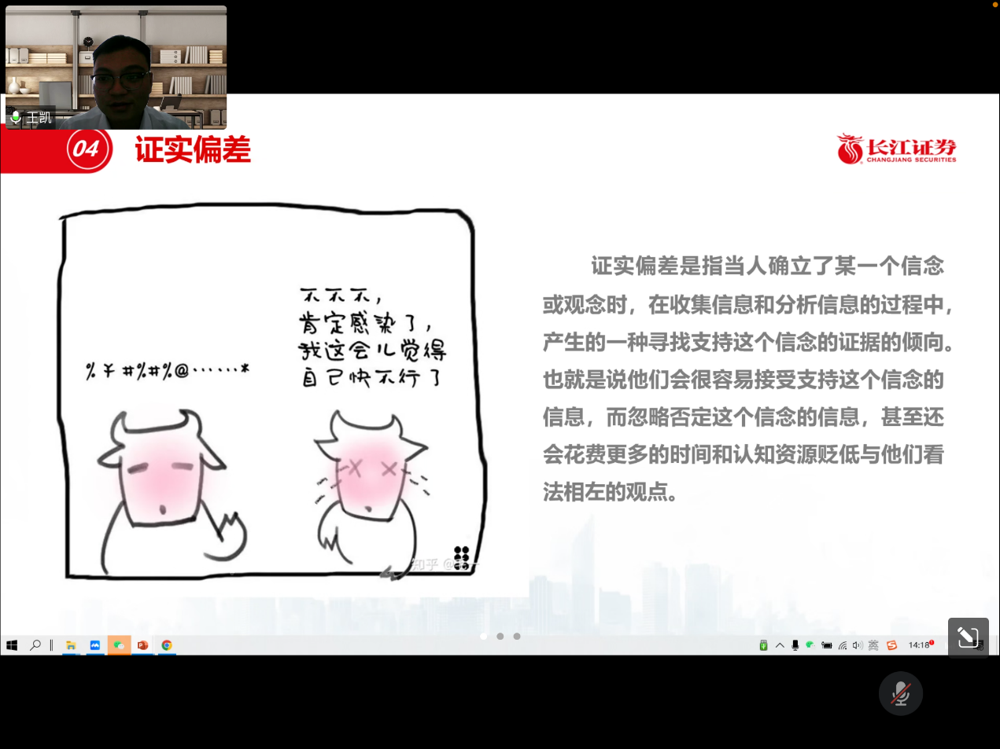 王凯
04
证实偏差
长江证券
CHANGJIANG SECURITIES
不不不，
肯定感染了，
我这会儿觉得
自己快不行了
%￥#%#%@……*
证实偏差是指当人确立了某一个信念
或观念时，在收集信息和分析信息的过程中，
产生的一种寻找支持这个信念的证据的倾向。
也就是说他们会很容易接受支持这个信念的
信息，而忽略否定这个信念的信息，甚至还
会花费更多的时间和认知资源贬低与他们看
法相左的观点。
知乎
英
14:18